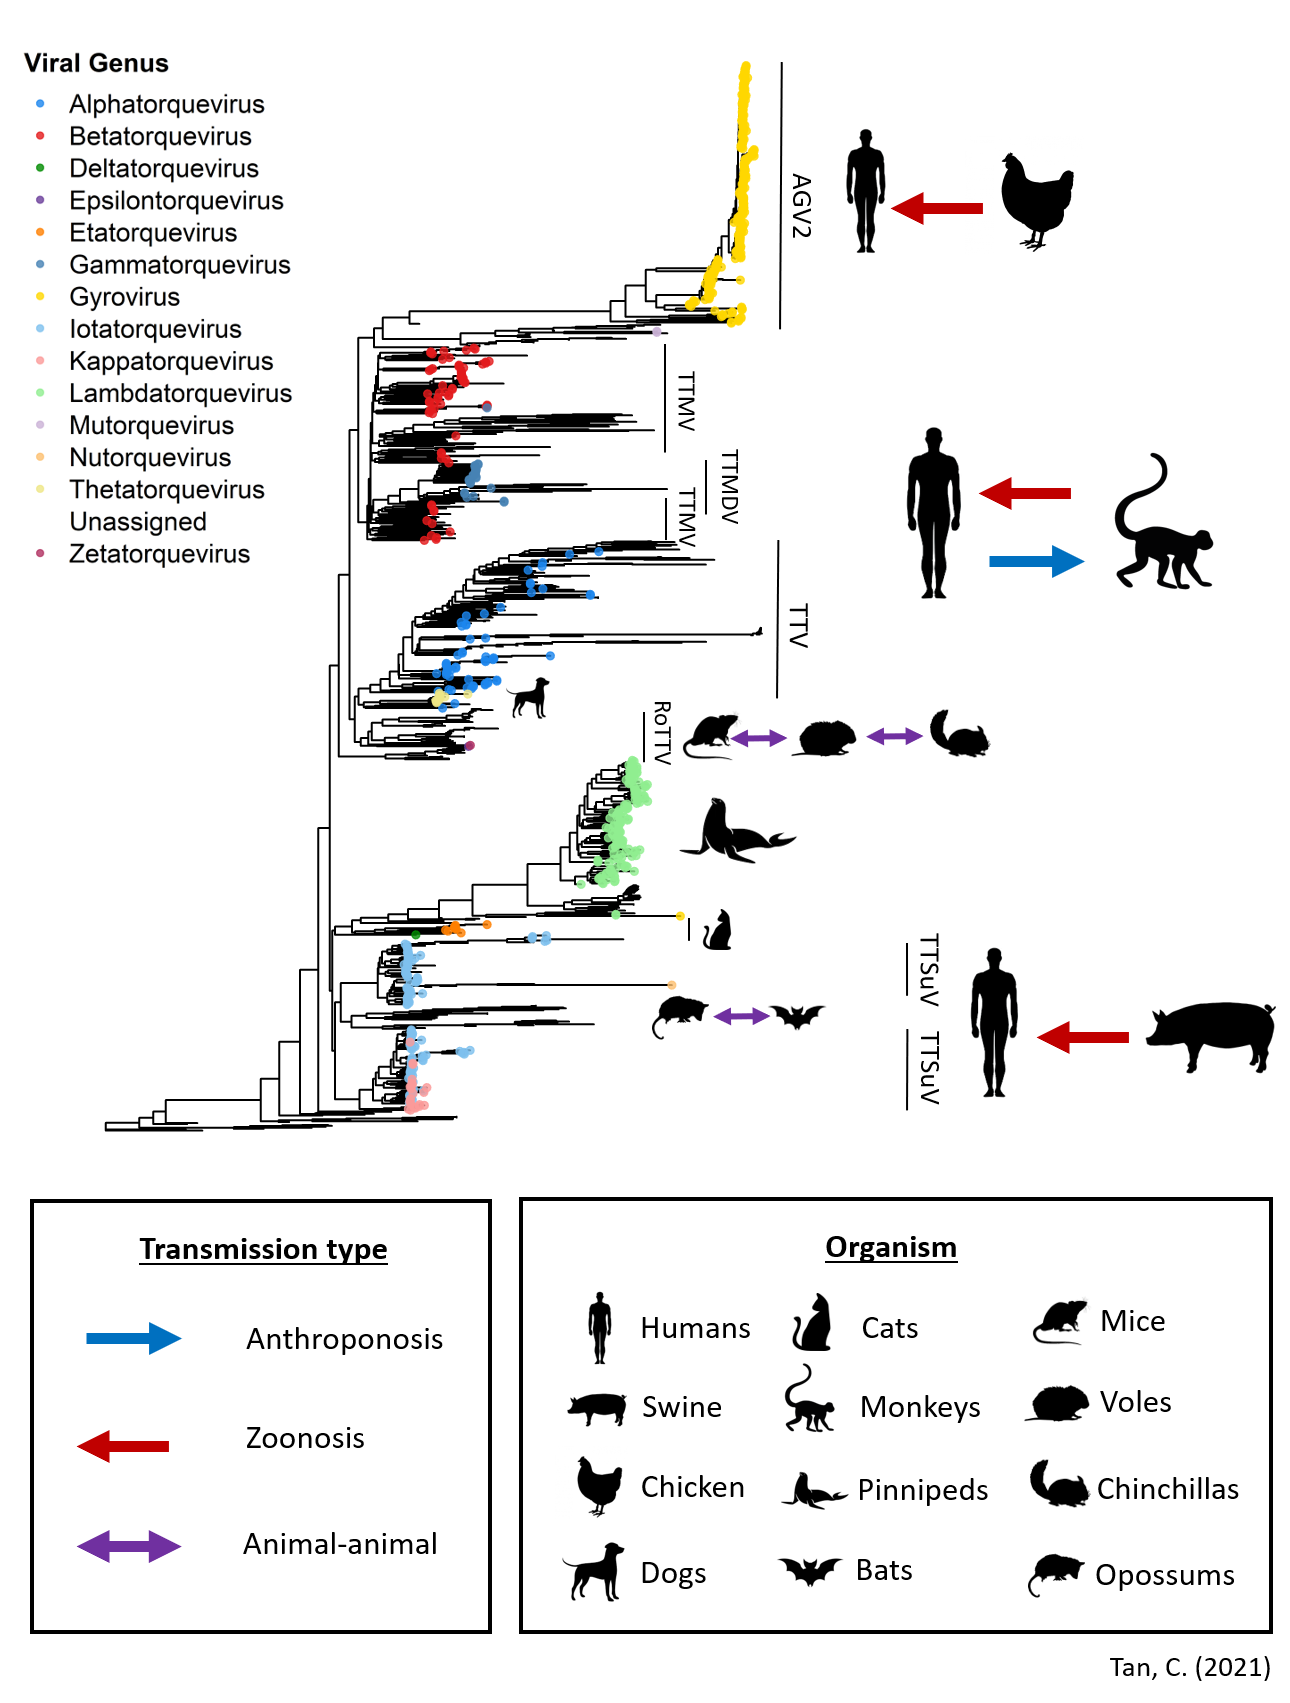 Viral Genus
Alphatorquevirus
Betatorquevirus
Deltatorquevirus
Epsilontorquevirus
Etatorquevirus
Gammatorquevirus
Gyrovirus
Iotatorquevirus
Kappatorquevirus
Lambdatorquevirus
Mutorquevirus
Nutorquevirus
Thetatorquevirus
Unassigned
Zetatorquevirus
AGV2
TTMV
TTMDV
TTMV
TTV
RoTTV
TTSuV
TTSuV
Transmission type
Anthroponosis
Zoonosis
Animal-animal
Organism
Humans
Cats
Mice
Swine
Monkeys
Voles
Chicken
Pinnipeds
Chinchillas
Dogs
Bats
Opossums
Tan, C. (2021)